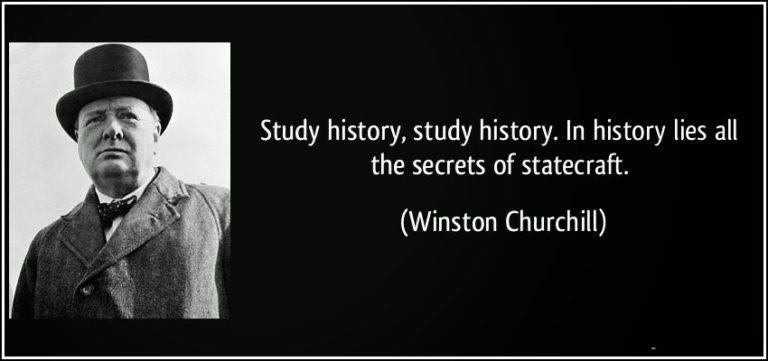 Study history, study history. In history lies all
the secrets of statecraft.
(Winston Churchill)